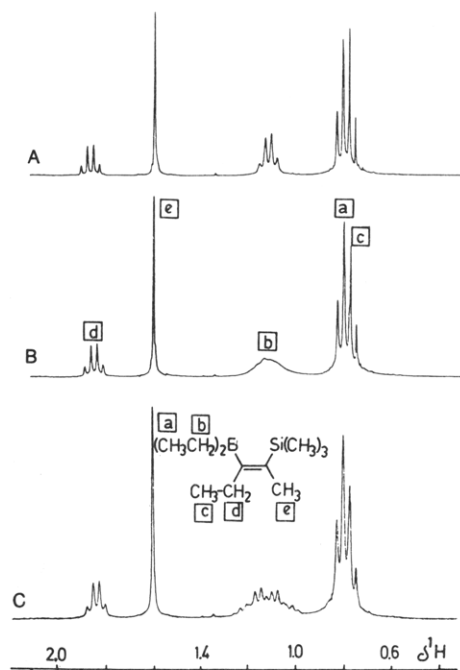 A
e
a
c
d
b
B
a b
(CH3CH2)2B Si(CH3)3
CH3-CH2 CH3
c d e
C
2,0 1.4 1.0 0.6 δ1H